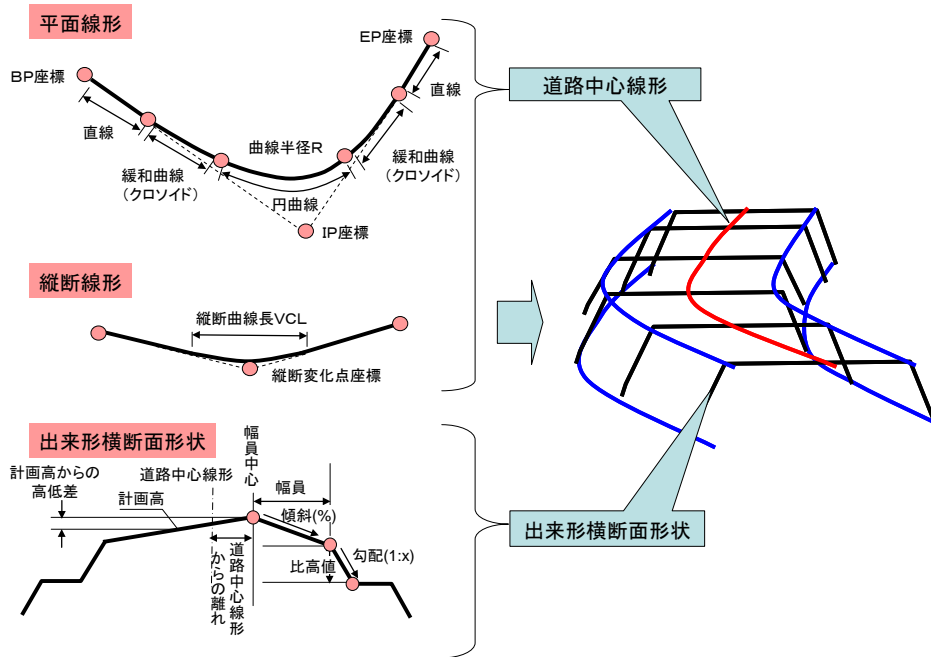 平面線形
EP座標
BP座標
直線
直線
曲線半径R
緩和曲線
(クロソイド)
緩和曲線
(クロソイド)
円曲線
IP座標
縦断線形
縦断曲線長VCL
縦断変化点座標
出来形横断面形状
幅員中心
計画高からの
高低差
道路中心線形
計画高
幅員
傾斜(%)
勾配(1:x)
比高値
道路中心線形
からの離れ
道路中心線形
出来形横断面形状